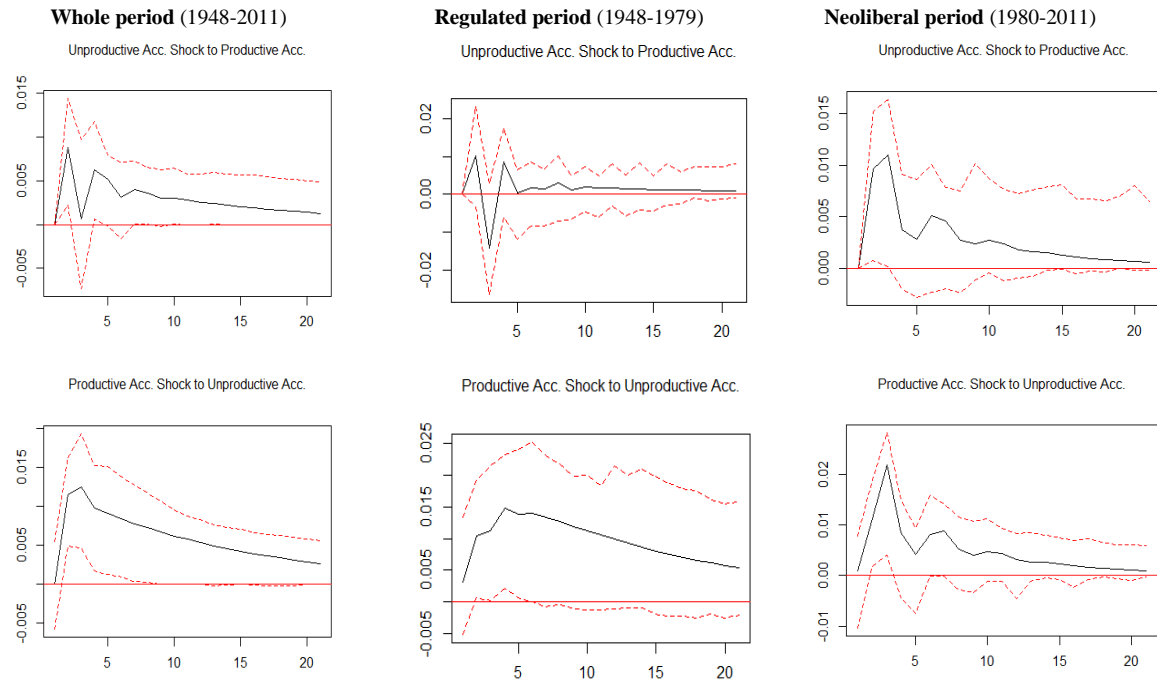 Whole period (1948-2011)
Regulated period (1948-1979)
Neoliberal period (1980-2011)
Unproductive Acc. Shock to Productive Acc.
0.015
0.005
-0.005
5 10 15 20
Unproductive Acc. Shock to Productive Acc.
0.02
0.00
-0.02
5 10 15 20
Unproductive Acc. Shock to Productive Acc.
0.015
0.010
0.005
0.000
5 10 15 20
Productive Acc. Shock to Unproductive Acc.
0.015
0.005
-0.005
5 10 15 20
Productive Acc. Shock to Unproductive Acc.
0.025
0.015
0.005
-0.005
5 10 15 20
Productive Acc. Shock to Unproductive Acc.
0.02
0.01
0.00
-0.01
5 10 15 20